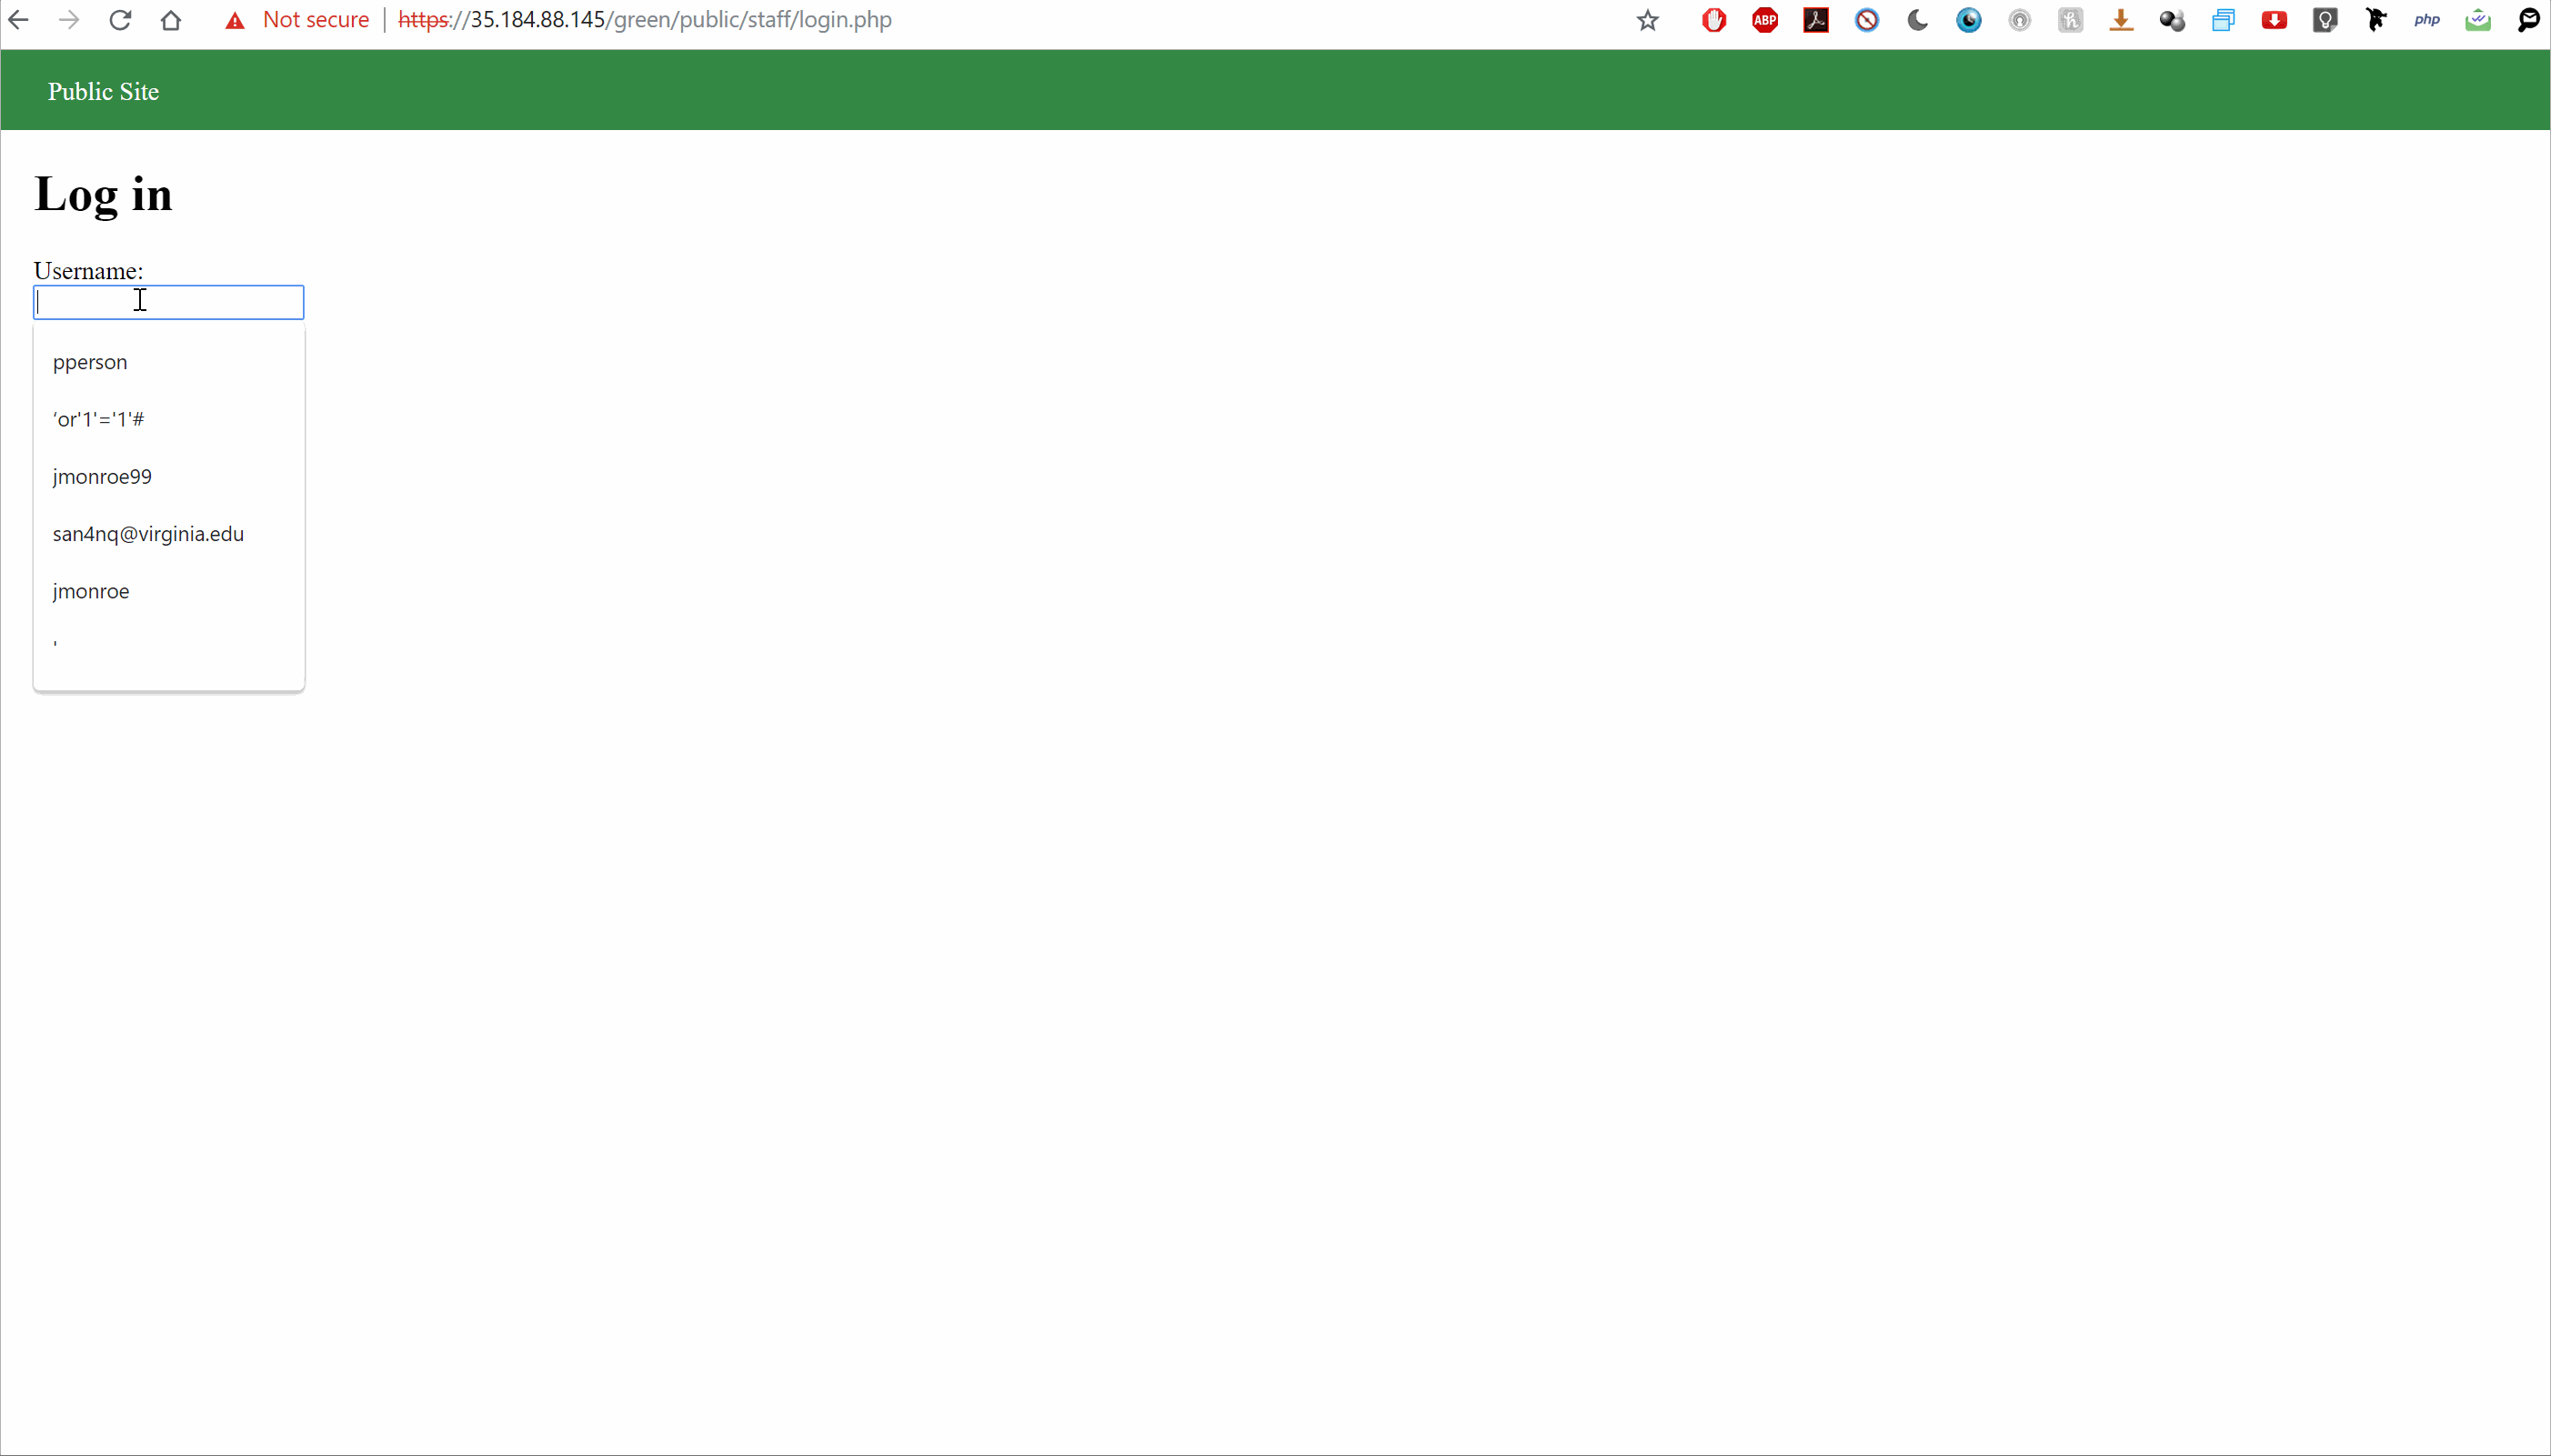 Not secure | https://35.184.88.145/green/public/staff/login.php ABP php
Public Site
Log in
Username:
pperson
‘or'1'='1'#
jmonroe99
san4nq@virginia.edu
jmonroe
'